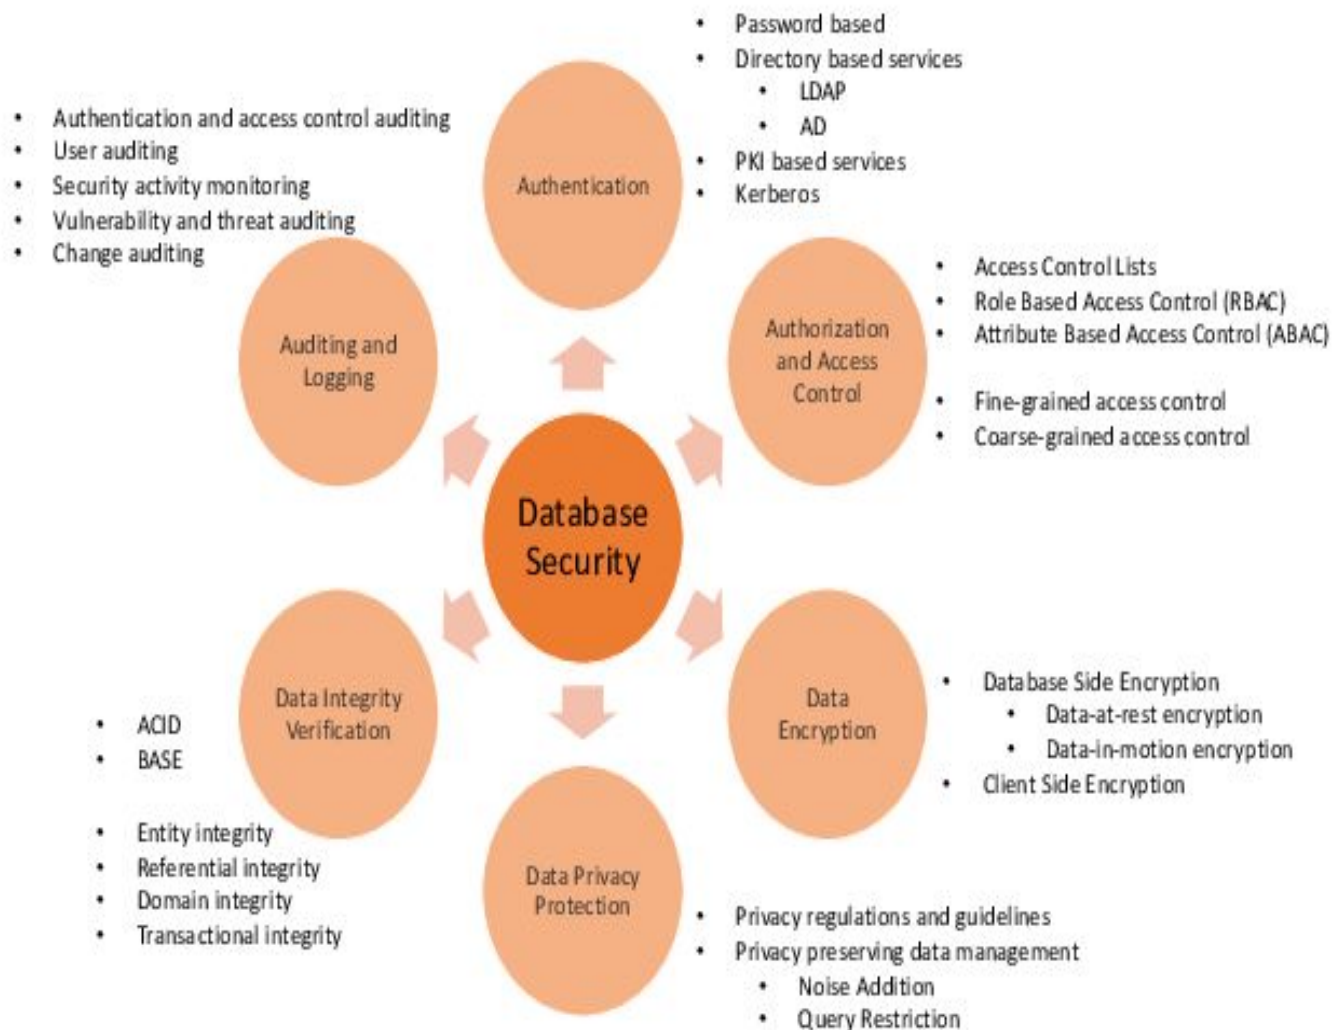 Password based
Directory based services
LDAP
AD
PKI based services
Kerberos
Authentication
Authentication and access control auditing
User auditing
Security activity monitoring
Vulnerability and threat auditing
Change auditing
Auditing and
Logging
Authorization
and Access
Control
Access Control Lists
Role Based Access Control (RBAC)
Attribute Based Access Control (ABAC)
Fine-grained access control
Coarse-grained access control
Database
Security
Data Integrity
Verification
ACID
BASE
Entity integrity
Referential integrity
Domain integrity
Transactional integrity
Data
Encryption
Database Side Encryption
Data-at-rest encryption
Data-in-motion encryption
Client Side Encryption
Data Privacy
Protection
Privacy regulations and guidelines
Privacy preserving data management
Noise Addition
Query Restriction